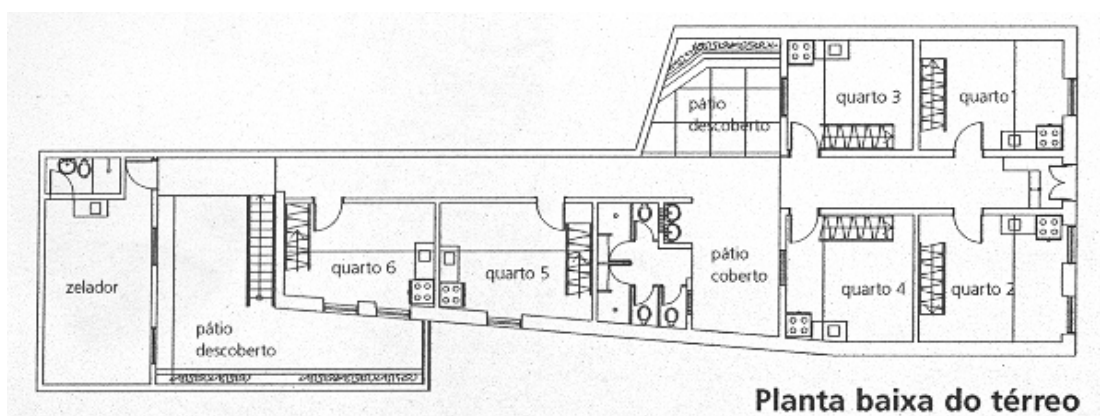 quarto 3
quarto 1
pátio
descoberto
quarto 6
quarto 5
zelador
pátio
coberto
quarto 4
quarto 2
pátio
descoberto
Planta baixa do térreo